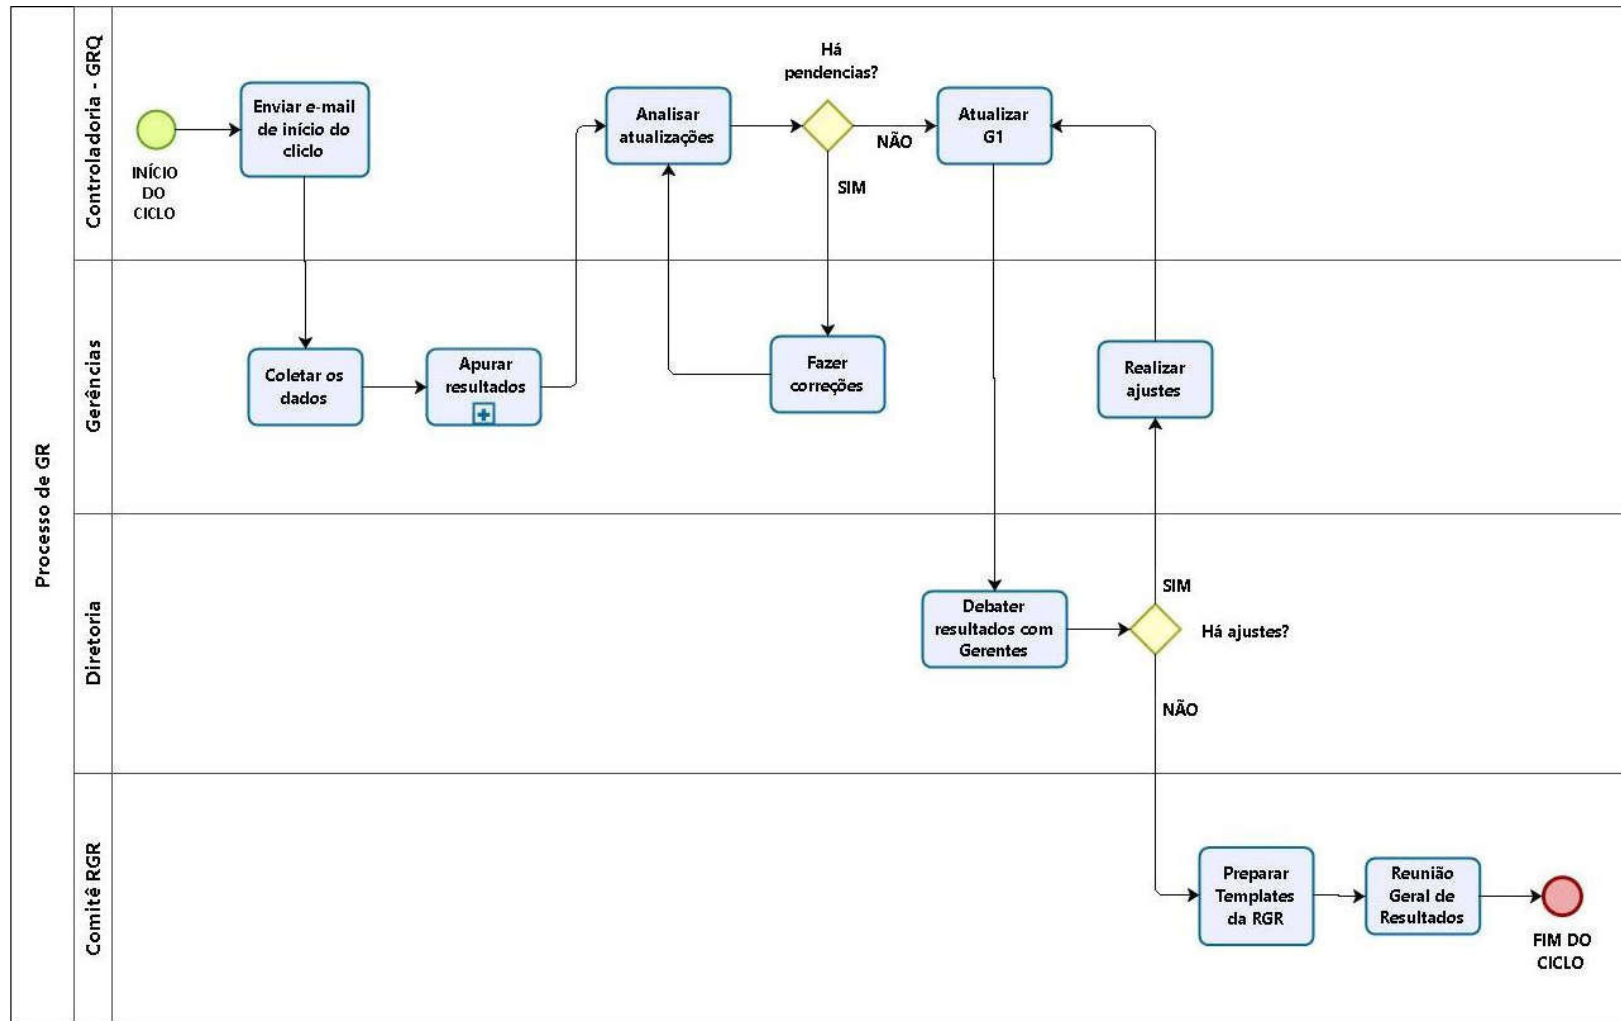 Processo de GR
Controladoria - GRQ
INÍCIO
DO
CICLO
Enviar e-mail
de início do
cliclo
Analisar
atualizações
Há
pendencias?
NÃO
SIM
Atualizar
G1
Gerências
Coletar os
dados
Apurar
resultados
Fazer
correções
Realizar
ajustes
Diretoria
Debater
resultados com
Gerentes
SIM
Há ajustes?
NÃO
Comitê RGR
Preparar
Templates
da RGR
Reunião
Geral de
Resultados
FIM DO
CICLO